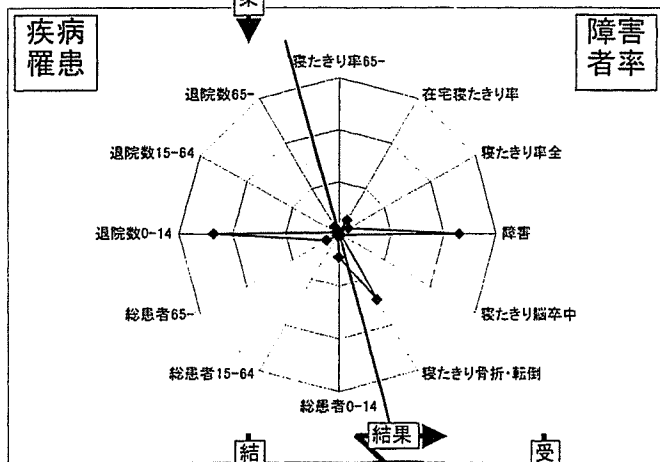 疾病
罹患
障害
者率
寝たきり率65-
退院数65-
在宅寝たきり率
退院数15-64
寝たきり率全
退院数0-14
障害
総患者65-
寝たきり脳卒中
総患者15-64
寝たきり骨折・転倒
総患者0-14
結果
結
受